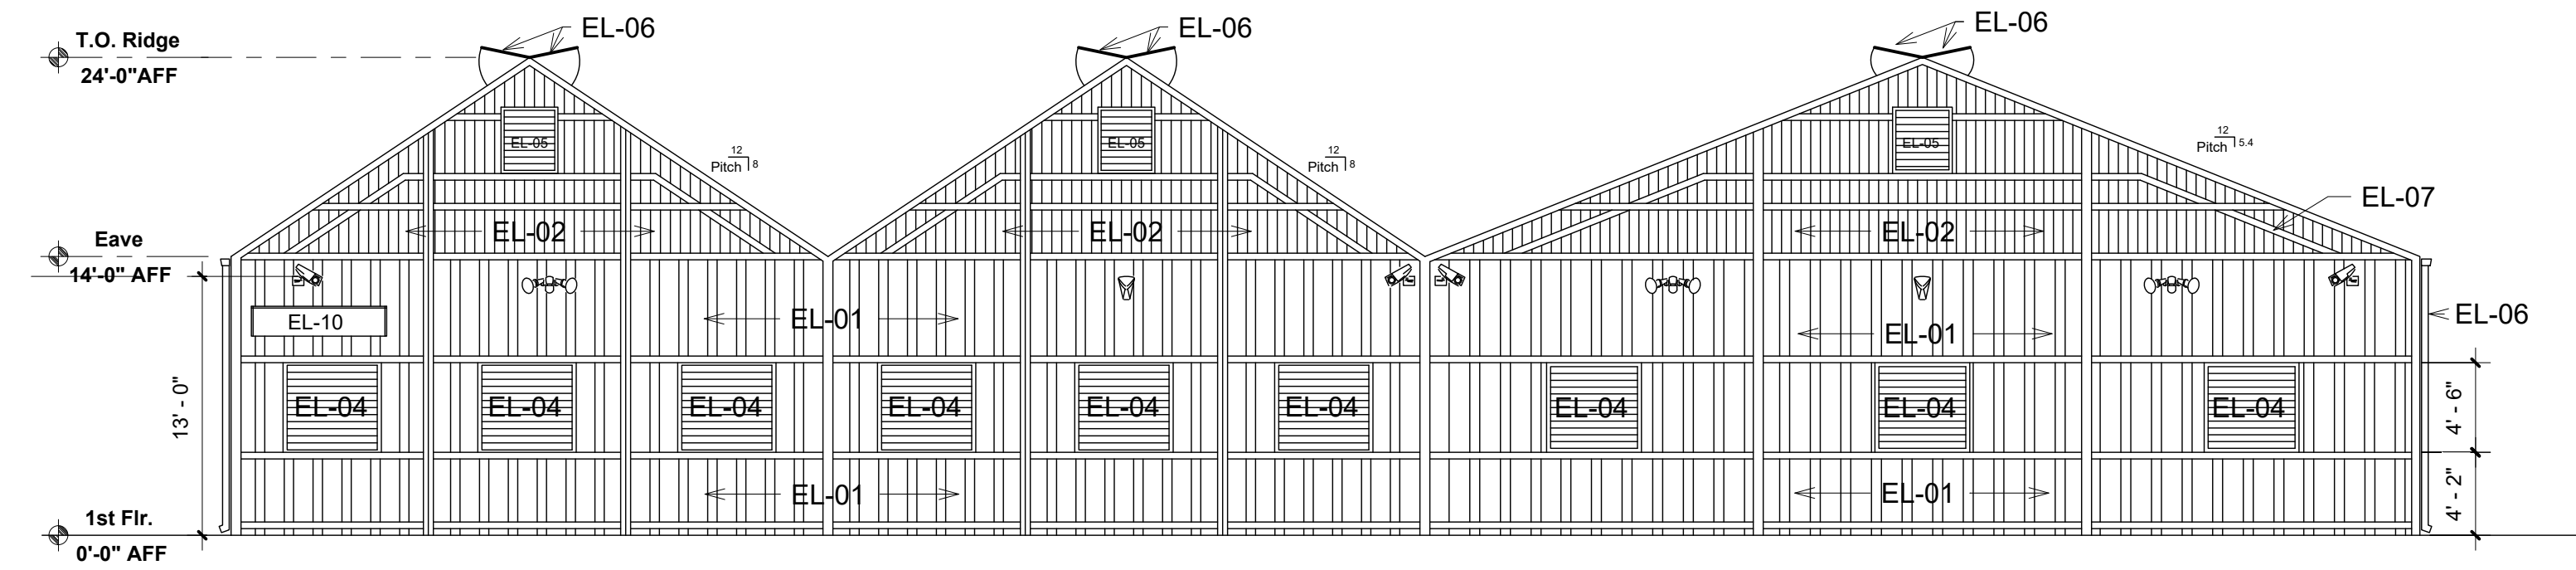 EL-06
EL-06
EL-06
T.O. Ridge
24'-0"AFF
EL-05
EL-05
EL-05
12
Pitch 8
12
Pitch 8
12
Pitch 5.4
EL-07
EL-02
EL-02
EL-02
Eave
14'-0" AFF
EL-10
EL-01
EL-01
EL-06
13' - 0"
EL-04
EL-04
EL-04
EL-04
EL-04
EL-04
EL-04
EL-04
EL-04
4' - 6"
EL-01
EL-01
4' - 2"
1st Flr.
0'-0" AFF